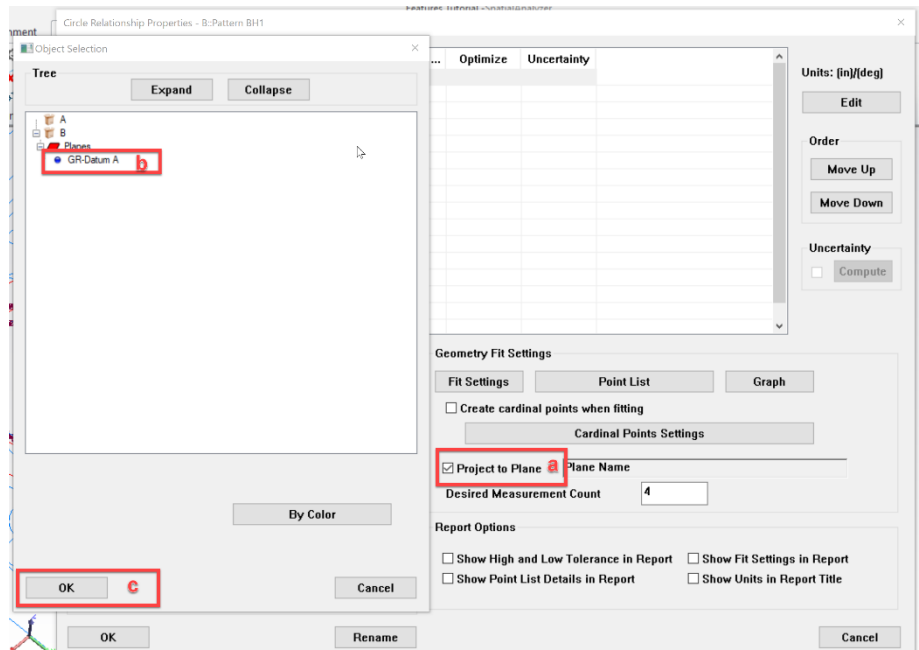 Features Tutorial -SpatialAnalyzer
nment
Circle Relationship Properties - B::Pattern BH1
Object Selection
Tree
Expand Collapse
A
B
Planes
GR-Datum A b
By Color
OK c Cancel
... Optimize Uncertainty
Units: (in)/(deg)
Edit
Order
Move Up
Move Down
Uncertainty
Compute
Geometry Fit Settings
Fit Settings Point List Graph
Create cardinal points when fitting
Cardinal Points Settings
Project to Plane a Plane Name
Desired Measurement Count 4
Report Options
Show High and Low Tolerance in Report Show Fit Settings in Report
Show Point List Details in Report Show Units in Report Title
OK Rename Cancel